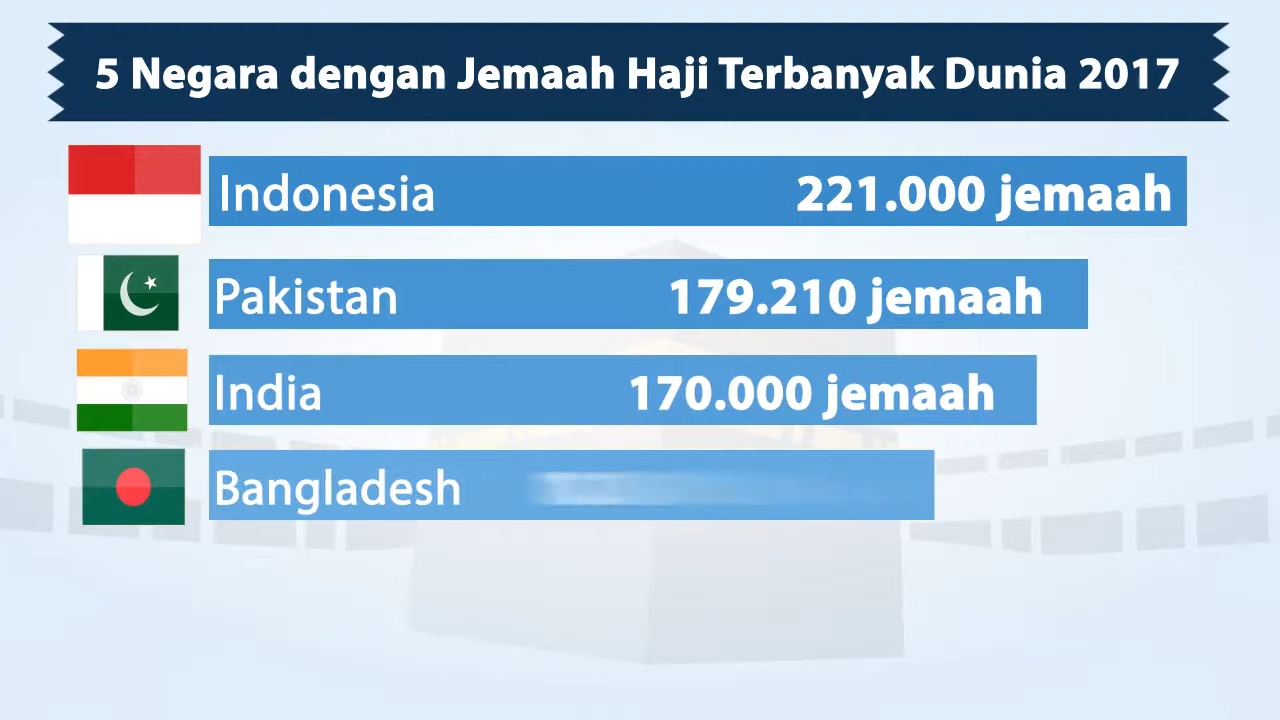 5 Negara dengan Jemaah Haji Terbanyak Dunia 2017
Indonesia 221.000 jemaah
Pakistan 179.210 jemaah
India 170.000 jemaah
Bangladesh